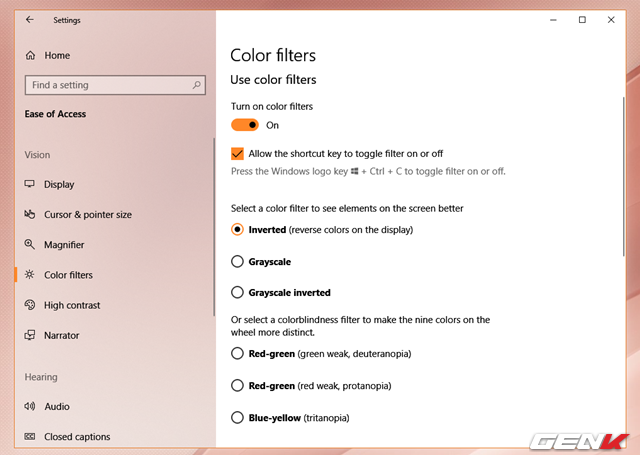 Settings
Home
Find a setting
Ease of Access
Vision
Display
Cursor & pointer size
Magnifier
Color filters
High contrast
Narrator
Hearing
Audio
Closed captions
Color filters
Use color filters
Turn on color filters
On
Allow the shortcut key to toggle filter on or off
Press the Windows logo key + Ctrl + C to toggle filter on or off.
Select a color filter to see elements on the screen better
Inverted (reverse colors on the display)
Grayscale
Grayscale inverted
Or select a colorblindness filter to make the nine colors on the
wheel more distinct.
Red-green (green weak, deuteranopia)
Red-green (red weak, protanopia)
Blue-yellow (tritanopia)
GENK